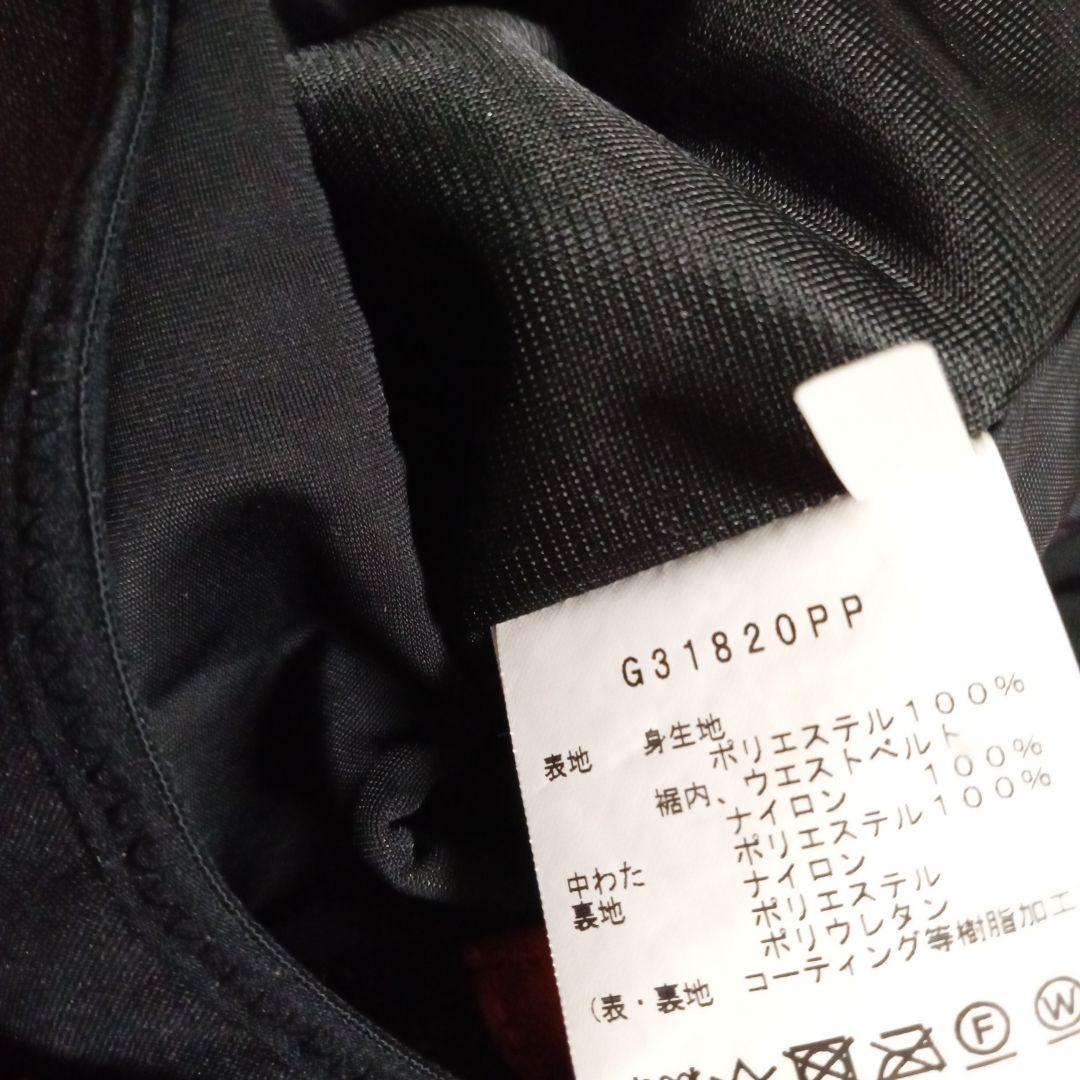 G31820PP
表地 身生地
ポリエステル100%
裾内、ウエストベルト
ナイロン 100%
中わた ポリエステル100%
裏地 ナイロン
ポリエステル
ポリウレタン
(表・裏地 コーティング等樹脂加工
F W